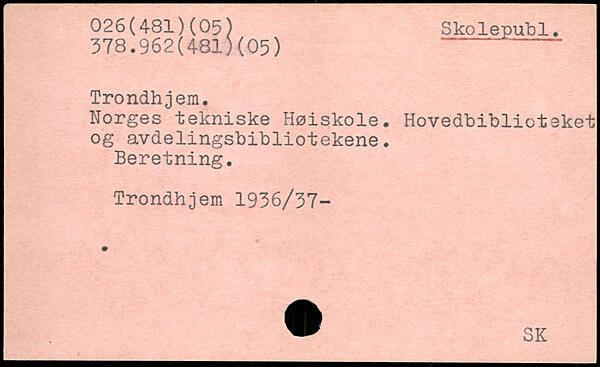 026(481)(05) Skolepubl.
378.962(481)(05)
Trondhjem.
Norges tekniske Høiskole. Hovedbiblioteket
og avdelingsbibliotekene.
Beretning.
Trondhjem 1936/37-
SK